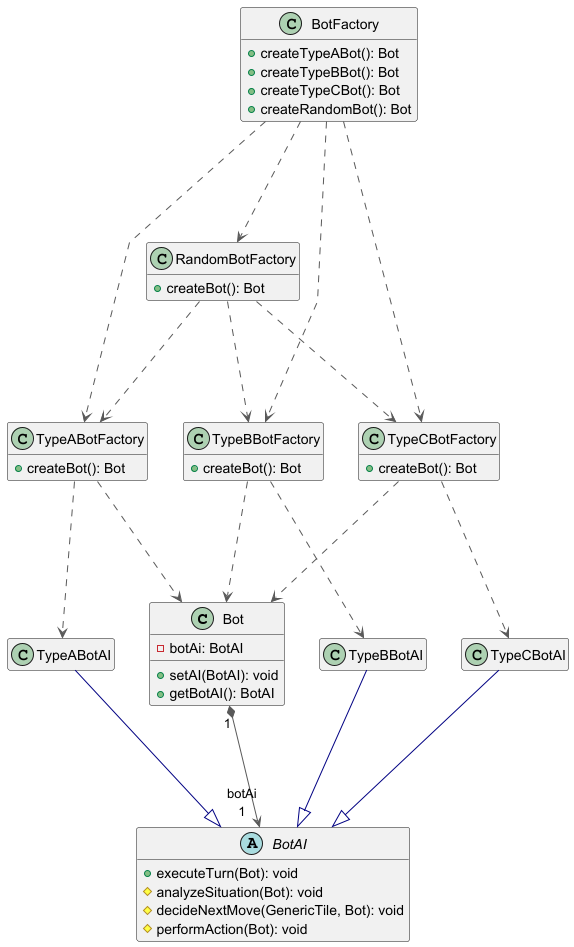 C BotFactory
createTypeABot(): Bot
createTypeBBot(): Bot
createTypeCBot(): Bot
createRandomBot(): Bot
C RandomBotFactory
createBot(): Bot
C TypeABotFactory
createBot(): Bot
C TypeBBotFactory
createBot(): Bot
C TypeCBotFactory
createBot(): Bot
C TypeABotAI
C Bot
botAi: BotAI
setAI(BotAI): void
getBotAI(): BotAI
C TypeBBotAI
C TypeCBotAI
1
botAi
1
A BotAI
executeTurn(Bot): void
analyzeSituation(Bot): void
decideNextMove(GenericTile, Bot): void
performAction(Bot): void